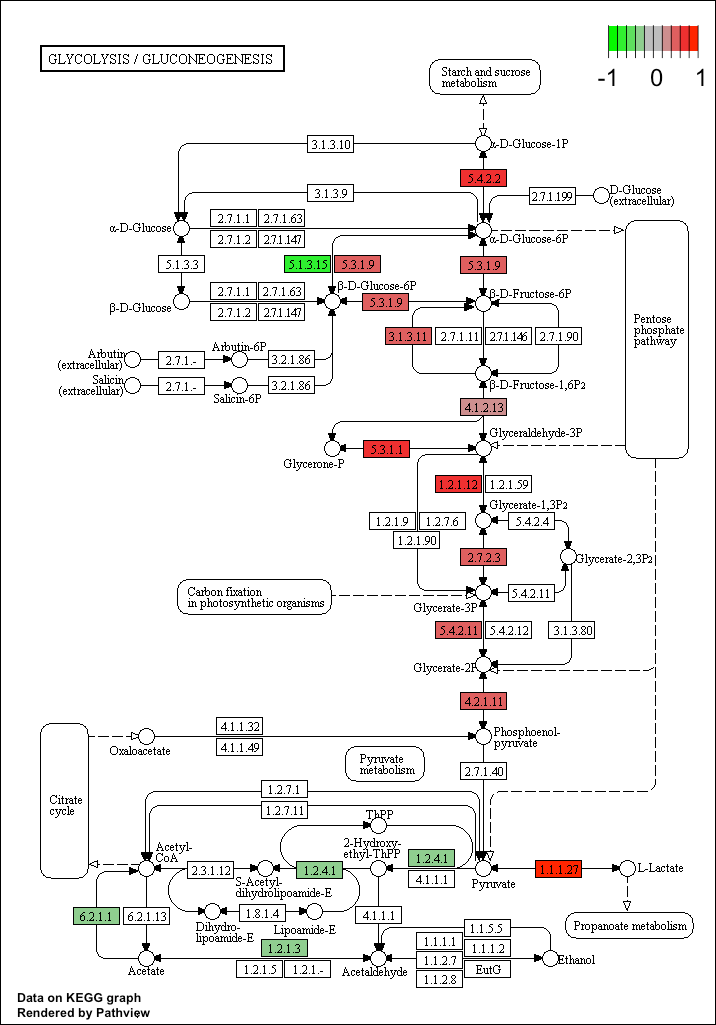 GLYCOLYSIS / GLUCONEOGENESIS
-1 0 1
Starch and sucrose
metabolism
3.1.3.10
α-D-Glucose-1P
5.4.2.2
3.1.3.9
2.7.1.199
D-Glucose
(extracellular)
2.7.1.1 2.7.1.63
α-D-Glucose
2.7.1.2 2.7.1.147
α-D-Glucose-6P
5.1.3.3
5.1.3.15 5.3.1.9
5.3.1.9
β-D-Glucose-6P
2.7.1.1 2.7.1.63
β-D-Glucose
2.7.1.2 2.7.1.147
5.3.1.9
β-D-Fructose-6P
Pentose
phosphate
pathway
3.1.3.11 2.7.1.11 2.7.1.146 2.7.1.90
Arbutin
(extracellular)
2.7.1.-
Arbutin-6P
3.2.1.86
Salicin
(extracellular)
2.7.1.-
Salicin-6P
3.2.1.86
β-D-Fructose-1,6P2
4.1.2.13
Glyceraldehyde-3P
5.3.1.1
Glycerone-P
1.2.1.12 1.2.1.59
Glycerate-1,3P2
1.2.1.9 1.2.7.6
5.4.2.4
1.2.1.90
2.7.2.3
Glycerate-2,3P2
Carbon fixation
in photosynthetic organisms
5.4.2.11
Glycerate-3P
5.4.2.11 5.4.2.12
3.1.3.80
Glycerate-2P
4.2.1.11
4.1.1.32
Oxaloacetate
4.1.1.49
Phosphoenol-
pyruvate
Pyruvate
metabolism
2.7.1.40
Citrate
cycle
1.2.7.1
1.2.7.11
ThPP
Acetyl-
CoA
2-Hydroxy-
ethyl-ThPP
2.3.1.12
S-Acetyl-
dihydrolipoamide-E
1.2.4.1
1.2.4.1
4.1.1.1
Pyruvate
1.1.1.27
L-Lactate
6.2.1.1 6.2.1.13
Dihydro-
lipoamide-E
1.8.1.4
Lipoamide-E
4.1.1.1
Propanoate metabolism
1.2.1.3
1.2.1.5 1.2.1.-
Acetate
Acetaldehyde
1.1.5.5
1.1.1.1 1.1.1.2
1.1.2.7
1.1.2.8 EutG
Ethanol
Data on KEGG graph
Rendered by Pathview